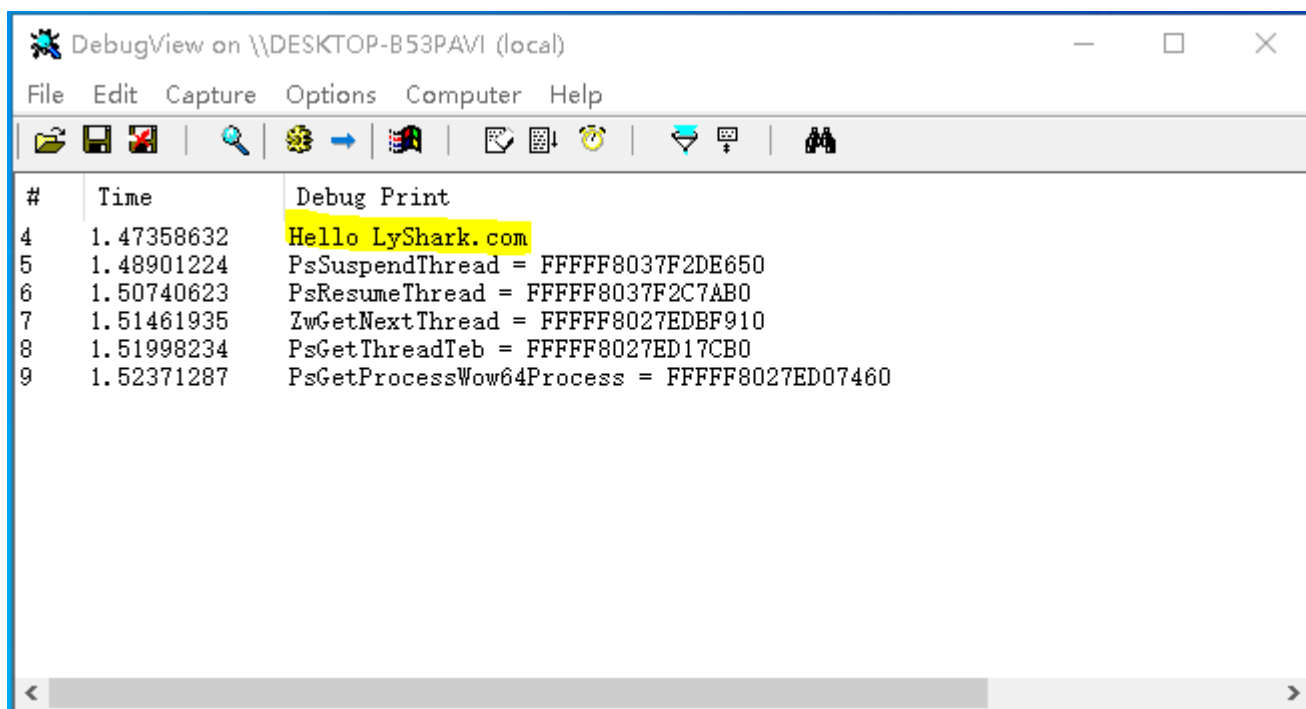 DebugView on \\DESKTOP-B53PAVI (local)
File Edit Capture Options Computer Help
# Time Debug Print
4 1.47358632 Hello LyShark.com
5 1.48901224 PsSuspendThread = FFFFF8037F2DE650
6 1.50740623 PsResumeThread = FFFFF8037F2C7AB0
7 1.51461935 ZwGetNextThread = FFFFF8027EDBF910
8 1.51998234 PsGetThreadTeb = FFFFF8027ED17CB0
9 1.52371287 PsGetProcessWow64Process = FFFFF8027ED07460